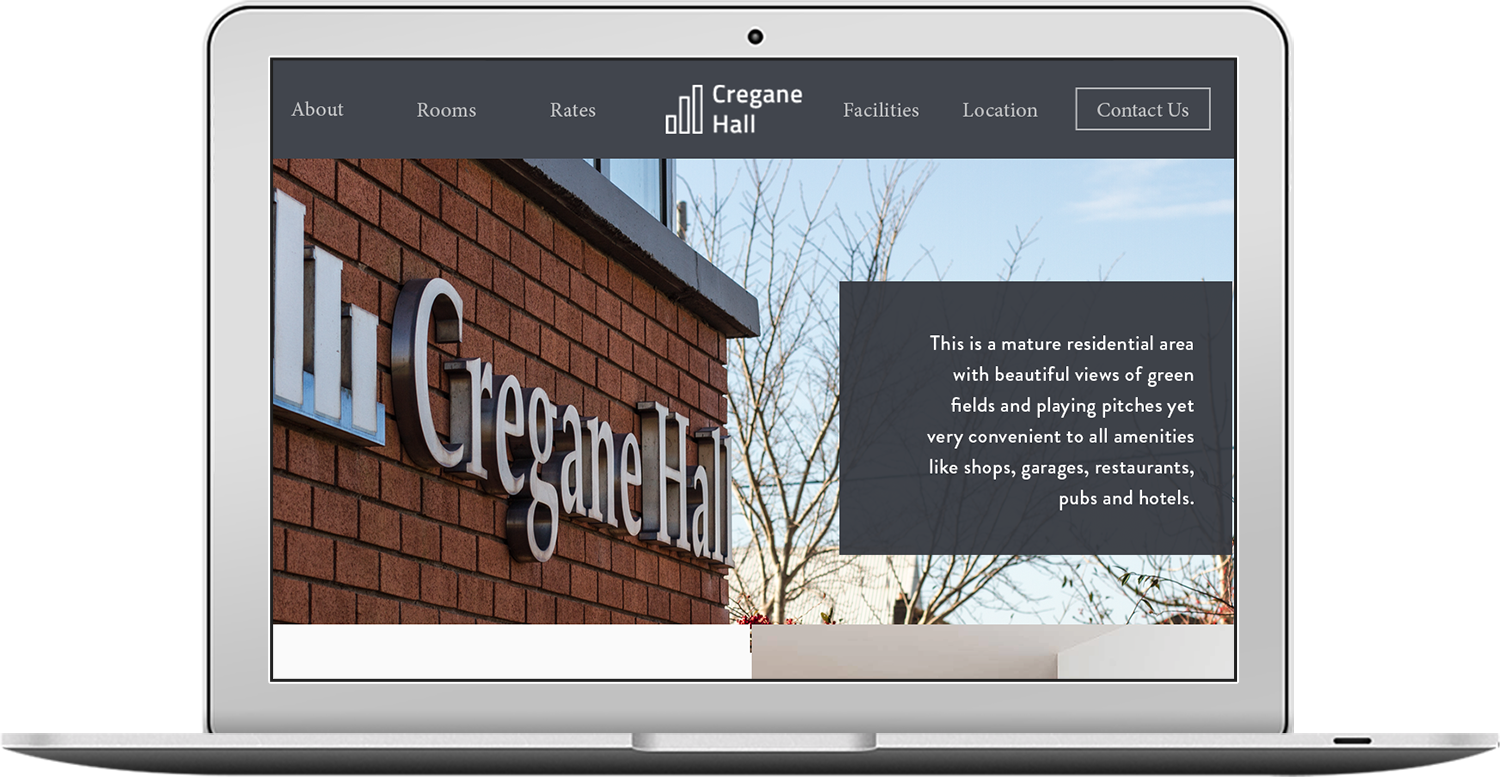 About
Rooms
Rates
Cregane
Hall
Facilities
Location
Contact Us
Cregane Hall
This is a mature residential area
with beautiful views of green
fields and playing pitches yet
very convenient to all amenities
like shops, garages, restaurants,
pubs and hotels.